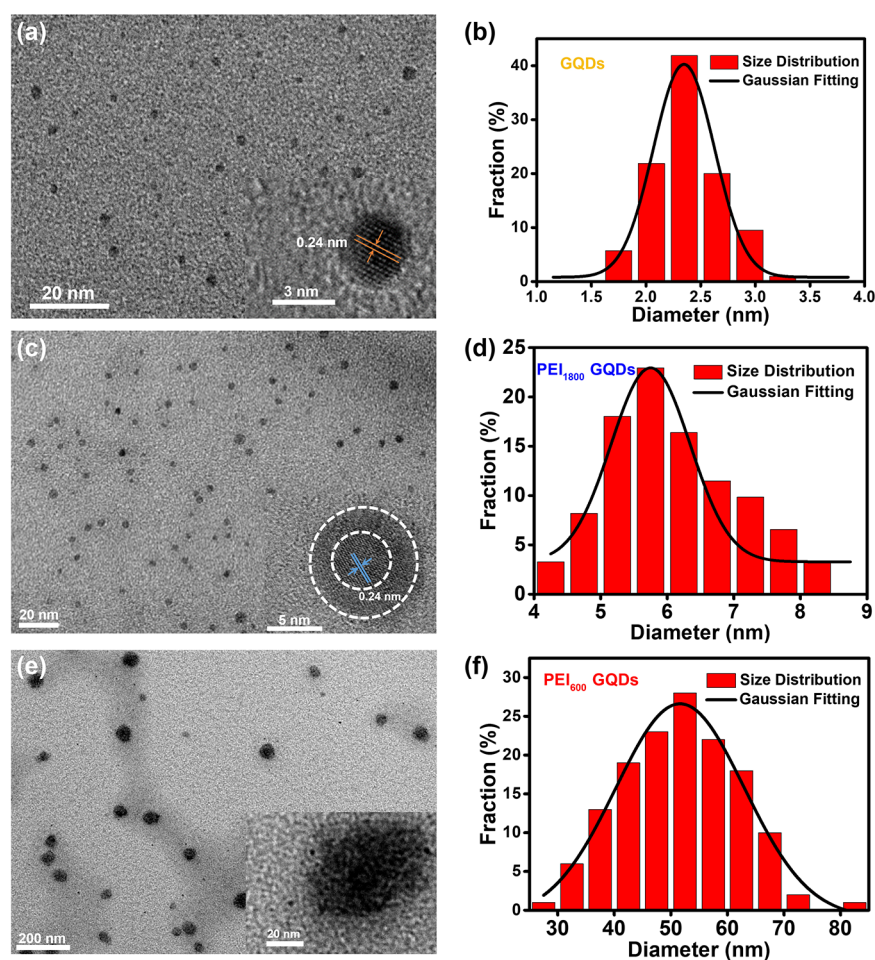 (a)
0.24 nm
20 nm
3 nm
(b)
GQDs
Size Distribution
Gaussian Fitting
Fraction (%)
40
30
20
10
0
1.0 1.5 2.0 2.5 3.0 3.5 4.0
Diameter (nm)
(c)
0.24 nm
20 nm
5 nm
(d)
PEI1800 GQDs
Size Distribution
Gaussian Fitting
Fraction (%)
25
20
15
10
5
0
4 5 6 7 8 9
Diameter (nm)
(e)
200 nm
20 nm
(f)
PEI600 GQDs
Size Distribution
Gaussian Fitting
Fraction (%)
30
25
20
15
10
5
0
30 40 50 60 70 80
Diameter (nm)